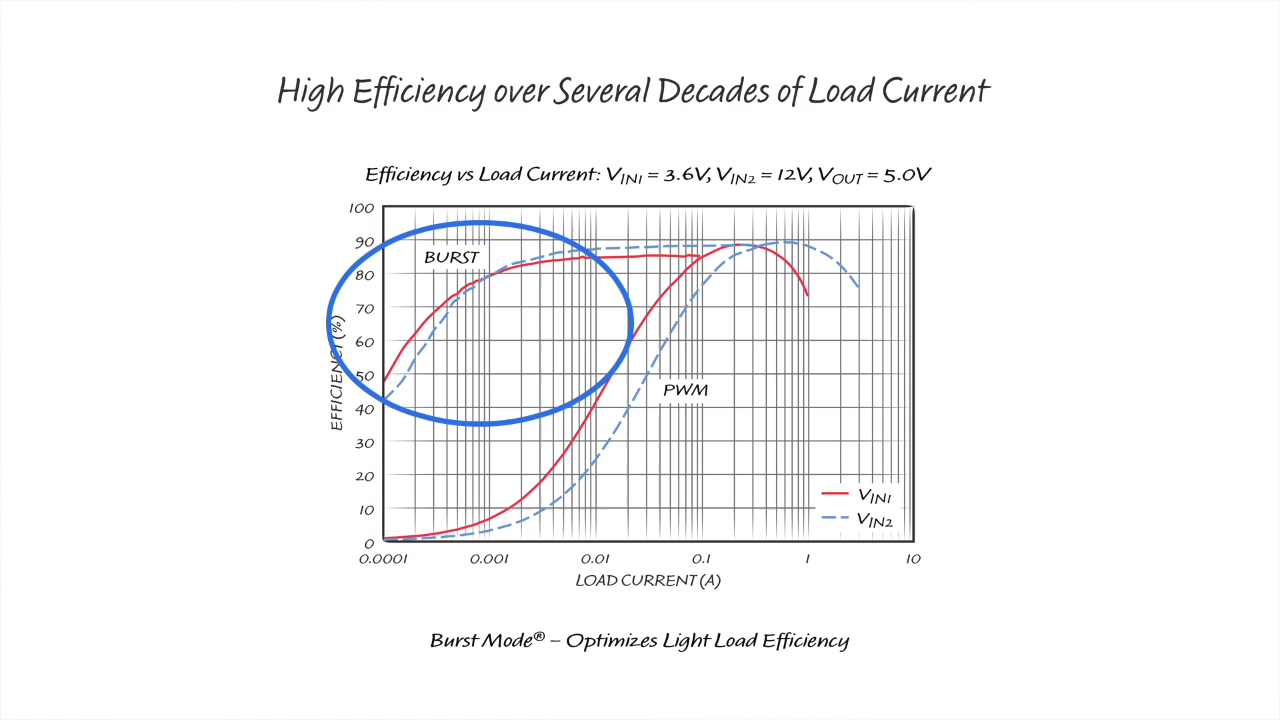 High Efficiency over Several Decades of Load Current
Efficiency vs Load Current: VIN1 = 3.6V, VIN2 = 12V, VOUT = 5.0V
100
90
80
70
60
50
40
30
20
10
0
EFFICIENCY (%)
BURST
PWM
VIN1
VIN2
0.0001 0.001 0.01 0.1 1 10
LOAD CURRENT (A)
Burst Mode® – Optimizes Light Load Efficiency